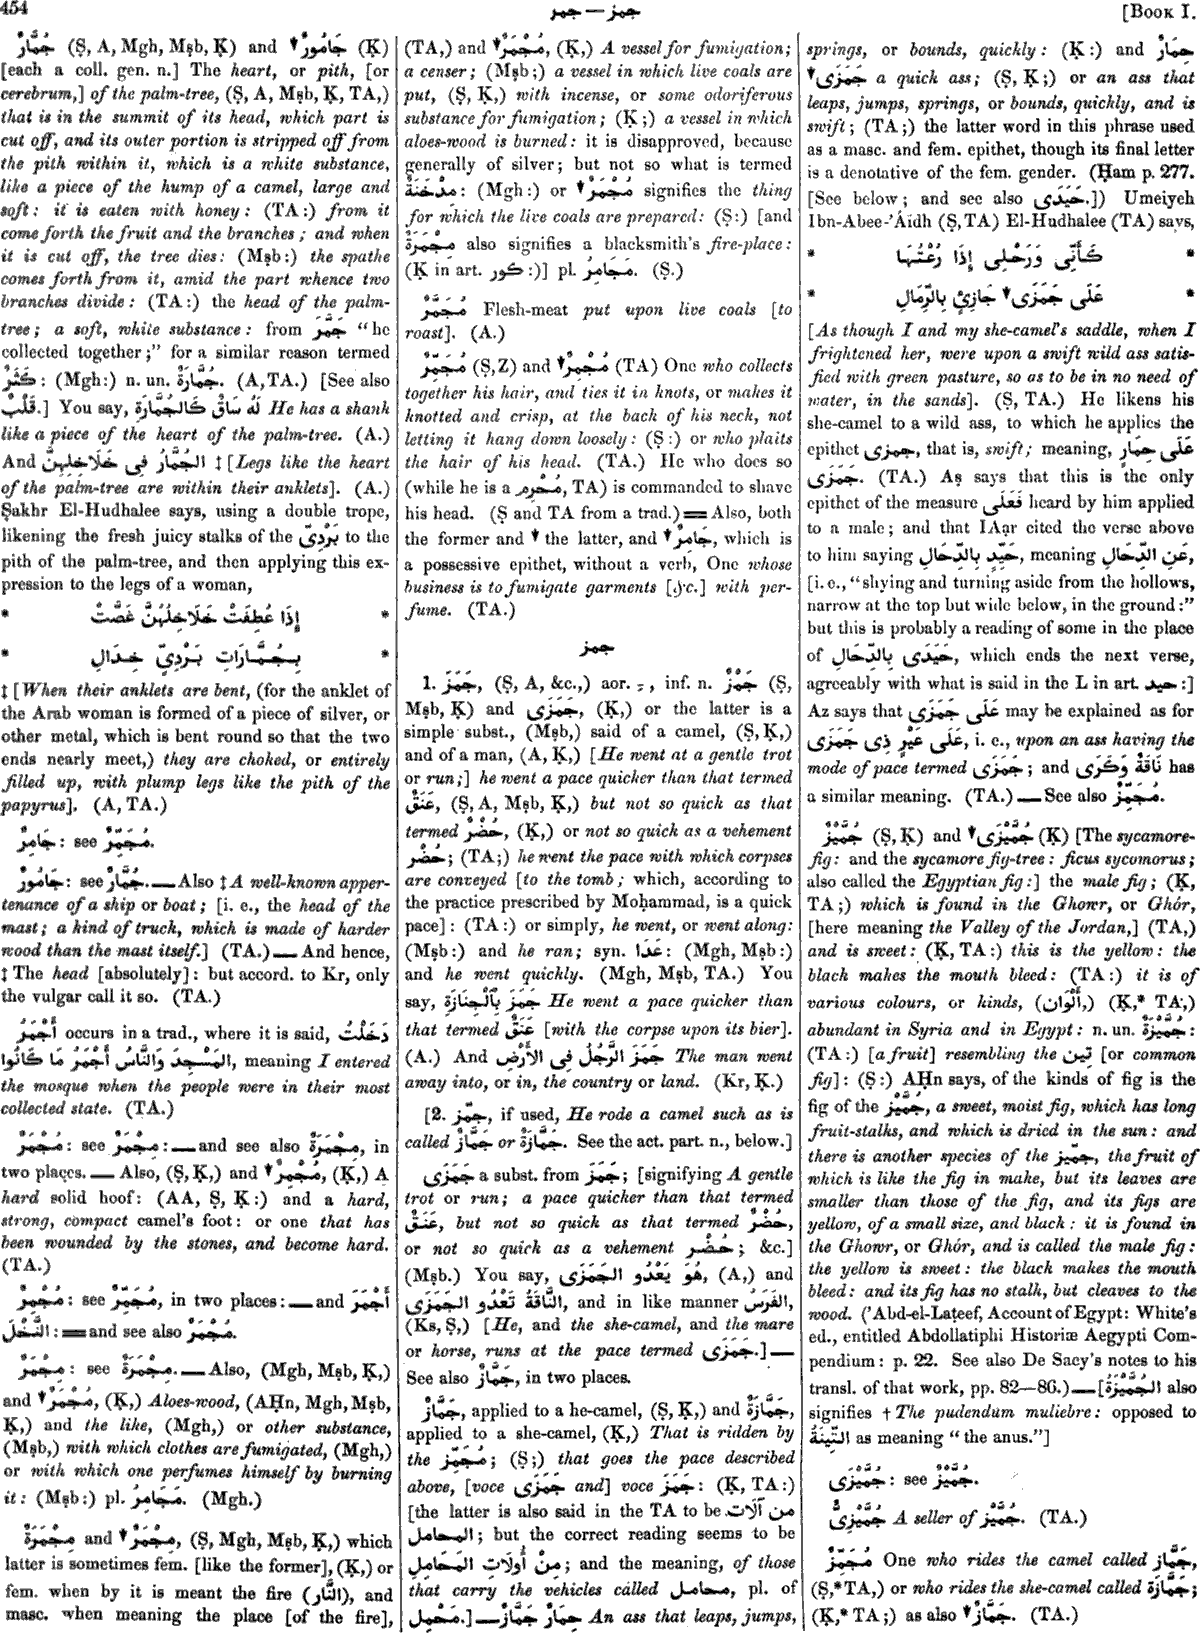 454
جمز — جمر
[BOOK I.
جُمَّارٌ (Ṣ, A, Mgh, Mṣb, Ḳ) and ▼ جَامُورٌ (Ḳ)
[each a coll. gen. n.] The heart, or pith, [or
cerebrum,] of the palm-tree, (Ṣ, A, Mṣb, Ḳ, TA,)
that is in the summit of its head, which part is
cut off, and its outer portion is stripped off from
the pith within it, which is a white substance,
like a piece of the hump of a camel, large and
soft: it is eaten with honey: (TA:) from it
come forth the fruit and the branches; and when
it is cut off, the tree dies: (Mṣb:) the spathe
comes forth from it, amid the part whence two
branches divide: (TA:) the head of the palm-
tree; a soft, white substance: from جَمَّرَ “he
collected together;” for a similar reason termed
كَثَرٌ: (Mgh:) n. un. جُمَّارَةٌ. (A, TA.) [See also
قَلْبٌ.] You say, لَهُ سَاقٌ كَالجُمَّارَةِ He has a shank
like a piece of the heart of the palm-tree. (A.)
And الجُمَّارُ فِى خَلَاخِلِهِنَّ ‡ [Legs like the heart
of the palm-tree are within their anklets]. (A.)
Ṣakhr El-Hudhalee says, using a double trope,
likening the fresh juicy stalks of the بَرْدِىّ to the
pith of the palm-tree, and then applying this ex-
pression to the legs of a woman,
* إِذَا عُطِفَتْ خَلَاخِلُهُنَّ غَصَّتْ *
* بِجُمَّارَاتِ بَرْدِىٍّ خِدَالِ *
‡ [When their anklets are bent, (for the anklet of
the Arab woman is formed of a piece of silver, or
other metal, which is bent round so that the two
ends nearly meet,) they are choked, or entirely
filled up, with plump legs like the pith of the
papyrus]. (A, TA.)
جَامِرٌ: see مُجَمِّرٌ.
جَامُورٌ: see جُمَّارٌ. — Also ‡ A well-known apper-
tenance of a ship or boat; [i. e., the head of the
mast; a kind of truck, which is made of harder
wood than the mast itself.] (TA.) — And hence,
‡ The head [absolutely]: but accord. to Kr, only
the vulgar call it so. (TA.)
أَجْمَرُ occurs in a trad., where it is said, دَخَلْتُ
المَسْجِدَ وَالنَّاسُ أَجْمَرُ مَا كَانُوا, meaning I entered
the mosque when the people were in their most
collected state. (TA.)
مُجْمَرٌ: see مِجْمَرٌ: — and see also مِجْمَرَةٌ, in
two places. — Also, (Ṣ, Ḳ,) and ▼ مُجْمِرٌ, (Ḳ,) A
hard solid hoof: (AA, Ṣ, Ḳ:) and a hard,
strong, compact camel's foot: or one that has
been wounded by the stones, and become hard.
(TA.)
مُجْمِرٌ: see مُجَمِّرٌ, in two places: — and أَجْمَرَ
النَّخْلَ: = and see also مُجْمَرٌ.
مِجْمَرٌ: see مِجْمَرَةٌ. — Also, (Mgh, Mṣb, Ḳ,)
and ▼ مُجْمَرٌ, (Ḳ,) Aloes-wood, (AḤn, Mgh, Mṣb,
Ḳ,) and the like, (Mgh,) or other substance,
(Mṣb,) with which clothes are fumigated, (Mgh,)
or with which one perfumes himself by burning
it: (Mṣb:) pl. مَجَامِرُ. (Mgh.)
مِجْمَرَةٌ and ▼ مِجْمَرٌ, (Ṣ, Mgh, Mṣb, Ḳ,) which
latter is sometimes fem. [like the former], (Ḳ,) or
fem. when by it is meant the fire (النَّار), and
masc. when meaning the place [of the fire],
(TA,) and ▼ مُجْمَرٌ, (Ḳ,) A vessel for fumigation;
a censer; (Mṣb;) a vessel in which live coals are
put, (Ṣ, Ḳ,) with incense, or some odoriferous
substance for fumigation; (Ḳ;) a vessel in which
aloes-wood is burned: it is disapproved, because
generally of silver; but not so what is termed
مِدْخَنَةٌ: (Mgh:) or ▼ مُجْمَرٌ signifies the thing
for which the live coals are prepared: (Ṣ:) [and
مِجْمَرَةٌ also signifies a blacksmith's fire-place:
(Ḳ in art. كور:)] pl. مَجَامِرُ. (Ṣ.)
مُجَمَّرٌ Flesh-meat put upon live coals [to
roast]. (A.)
مُجَمِّرٌ (Ṣ, Z) and ▼ مُجْمِرٌ (TA) One who collects
together his hair, and ties it in knots, or makes it
knotted and crisp, at the back of his neck, not
letting it hang down loosely: (Ṣ:) or who plaits
the hair of his head. (TA.) He who does so
(while he is a مُحْرِم, TA) is commanded to shave
his head. (Ṣ and TA from a trad.) = Also, both
the former and ▼ the latter, and ▼ جَامِرٌ, which is
a possessive epithet, without a verb, One whose
business is to fumigate garments [&c.] with per-
fume. (TA.)
جمز
1. جَمَزَ, (Ṣ, A, &c.,) aor. ـِ, inf. n. جَمْزٌ (Ṣ,
Mṣb, Ḳ) and جَمَزَى, (Ḳ,) or the latter is a
simple subst., (Mṣb,) said of a camel, (Ṣ, Ḳ,)
and of a man, (A, Ḳ,) [He went at a gentle trot
or run;] he went a pace quicker than that termed
عَنَقٌ, (Ṣ, A, Mṣb, Ḳ,) but not so quick as that
termed حُضْرٌ, (Ḳ,) or not so quick as a vehement
حُضْر; (TA;) he went the pace with which corpses
are conveyed [to the tomb; which, according to
the practice prescribed by Moḥammad, is a quick
pace]: (TA:) or simply, he went, or went along:
(Mṣb:) and he ran; syn. عَدَا: (Mgh, Mṣb:)
and he went quickly. (Mgh, Mṣb, TA.) You
say, جَمَزَ بِالْجِنَازَةِ He went a pace quicker than
that termed عَنَقٌ [with the corpse upon its bier].
(A.) And جَمَزَ الرَّجُلُ فِى الأَرْضِ The man went
away into, or in, the country or land. (Kr, Ḳ.)
[2. جمّز, if used, He rode a camel such as is
called جَمَّازٌ or جَمَّازَةٌ. See the act. part. n., below.]
جَمَزَى a subst. from جَمَزَ; [signifying A gentle
trot or run; a pace quicker than that termed
عَنَقٌ, but not so quick as that termed حُضْرٌ,
or not so quick as a vehement حُضْر; &c.]
(Mṣb.) You say, هُوَ يَعْدُو الجَمَزَى, (A,) and
النَّاقَةُ تَعْدُو الجَمَزَى, and in like manner الفَرَسُ,
(Ks, Ṣ,) [He, and the she-camel, and the mare
or horse, runs at the pace termed جَمَزَى.] —
See also جَمَّازٌ, in two places.
جَمَّازٌ, applied to a he-camel, (Ṣ, Ḳ,) and جَمَّازَةٌ,
applied to a she-camel, (Ḳ,) That is ridden by
the مُجَمِّز; (Ṣ;) that goes the pace described
above, [voce جَمَزَى and] voce جَمَزَ: (Ḳ, TA:)
[the latter is also said in the TA to be من آلات
المحامل; but the correct reading seems to be
مِنْ أُولَاتِ المَحَامِلِ; and the meaning, of those
that carry the vehicles called محامل, pl. of
مَحْمِل.] — حِمَارٌ جَمَّازٌ An ass that leaps, jumps,
springs, or bounds, quickly: (Ḳ:) and حِمَارٌ
▼ جَمَزَى a quick ass; (Ṣ, Ḳ;) or an ass that
leaps, jumps, springs, or bounds, quickly, and is
swift; (TA;) the latter word in this phrase used
as a masc. and fem. epithet, though its final letter
is a denotative of the fem. gender. (Ḥam p. 277.
[See below; and see also حَيَدَى.]) Umeiyeh
Ibn-Abee-'Áïdh (Ṣ, TA) El-Hudhalee (TA) says,
* كَأَنِّى وَرَحْلِى إِذَا رُعْتُهَا *
* عَلَى جَمَزَى ▼ جَازِئٍ بِالرِّمَالِ *
[As though I and my she-camel's saddle, when I
frightened her, were upon a swift wild ass satis-
fied with green pasture, so as to be in no need of
water, in the sands]. (Ṣ, TA.) He likens his
she-camel to a wild ass, to which he applies the
epithet جمزى, that is, swift; meaning, عَلَى حِمَارٍ
جَمَزَى. (TA.) Aṣ says that this is the only
epithet of the measure فَعَلَى heard by him applied
to a male; and that IAạr cited the verse above
to him saying حَيِّدٍ بِالدِّحَالِ, meaning عَنِ الدِّحَالِ,
[i. e., “shying and turning aside from the hollows,
narrow at the top but wide below, in the ground:”
but this is probably a reading of some in the place
of حَيَدَى بِالدِّحَالِ, which ends the next verse,
agreeably with what is said in the L in art. حيد:]
Az says that عَلَى جَمَزَى may be explained as for
عَلَى عَيْرٍ ذِى جَمَزَى, i. e., upon an ass having the
mode of pace termed جَمَزَى; and نَاقَةٌ وَكَرَى has
a similar meaning. (TA.) — See also مُجَمِّزٌ.
جُمَّيْزٌ (Ṣ, Ḳ) and ▼ جُمَّيْزَى (Ḳ) [The sycamore-
fig: and the sycamore fig-tree: ficus sycomorus;
also called the Egyptian fig:] the male fig; (Ḳ,
TA;) which is found in the Ghowr, or Ghór,
[here meaning the Valley of the Jordan,] (TA,)
and is sweet: (Ḳ, TA:) this is the yellow: the
black makes the mouth bleed: (TA:) it is of
various colours, or kinds, (أَلْوَان,) (Ḳ,* TA,)
abundant in Syria and in Egypt: n. un. جُمَّيْزَةٌ:
(TA:) [a fruit] resembling the تِين [or common
fig]: (Ṣ:) AḤn says, of the kinds of fig is the
fig of the جُمَّيْز, a sweet, moist fig, which has long
fruit-stalks, and which is dried in the sun: and
there is another species of the جمّيز, the fruit of
which is like the fig in make, but its leaves are
smaller than those of the fig, and its figs are
yellow, of a small size, and black: it is found in
the Ghowr, or Ghór, and is called the male fig:
the yellow is sweet: the black makes the mouth
bleed: and its fig has no stalk, but cleaves to the
wood. ('Abd-el-Laṭeef, Account of Egypt: White's
ed., entitled Abdollatiphi Historiæ Aegypti Com-
pendium: p. 22. See also De Sacy's notes to his
transl. of that work, pp. 82—86.) — [الجُمَّيْزَةُ also
signifies † The pudendum muliebre: opposed to
التِّينَةُ as meaning “the anus.”]
جُمَّيْزَى: see جُمَّيْزٌ.
جُمَّيْزِىٌّ A seller of جُمَّيْز. (TA.)
مُجَمِّزٌ One who rides the camel called جَمَّاز,
(Ṣ,* TA,) or who rides the she-camel called جَمَّازَة;
(Ḳ,* TA;) as also ▼ جَمَّازٌ. (TA.)